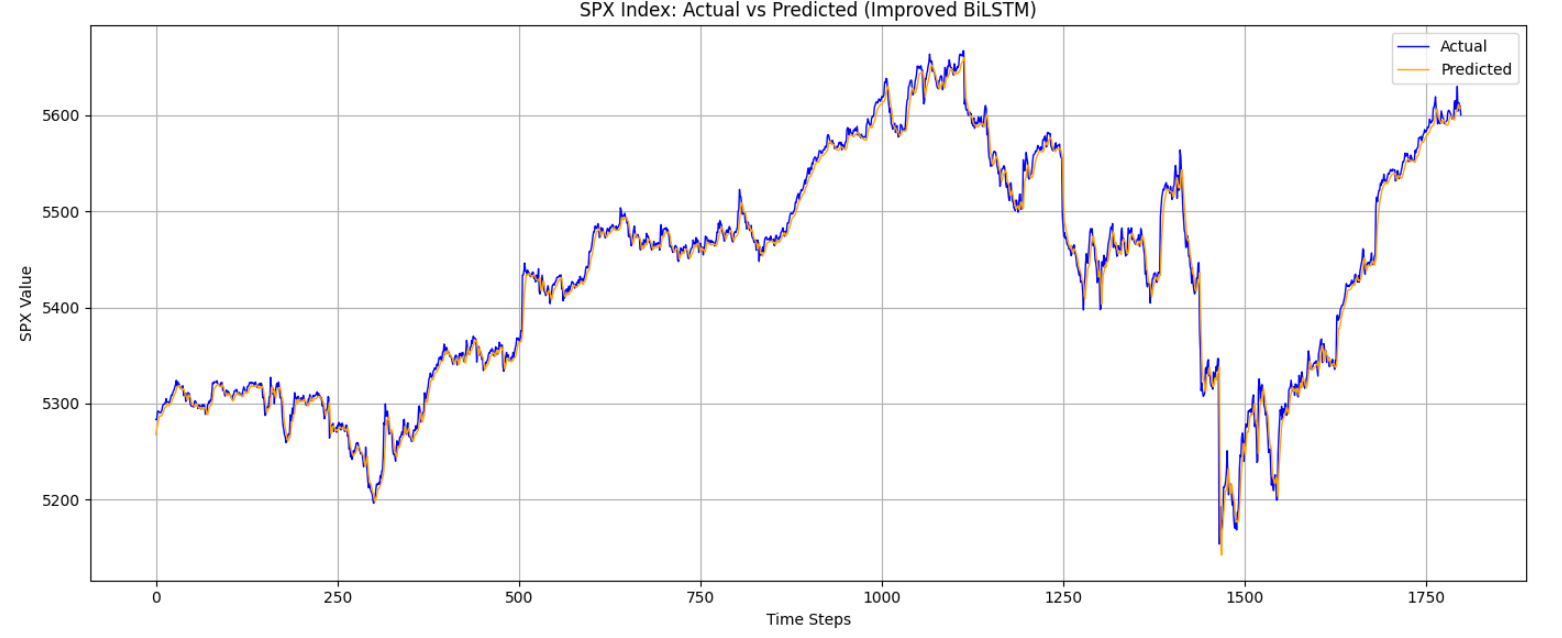 SPX Index: Actual vs Predicted (Improved BiLSTM)
Actual
Predicted
SPX Value
5600
5500
5400
5300
5200
0 250 500 750 1000 1250 1500 1750
Time Steps